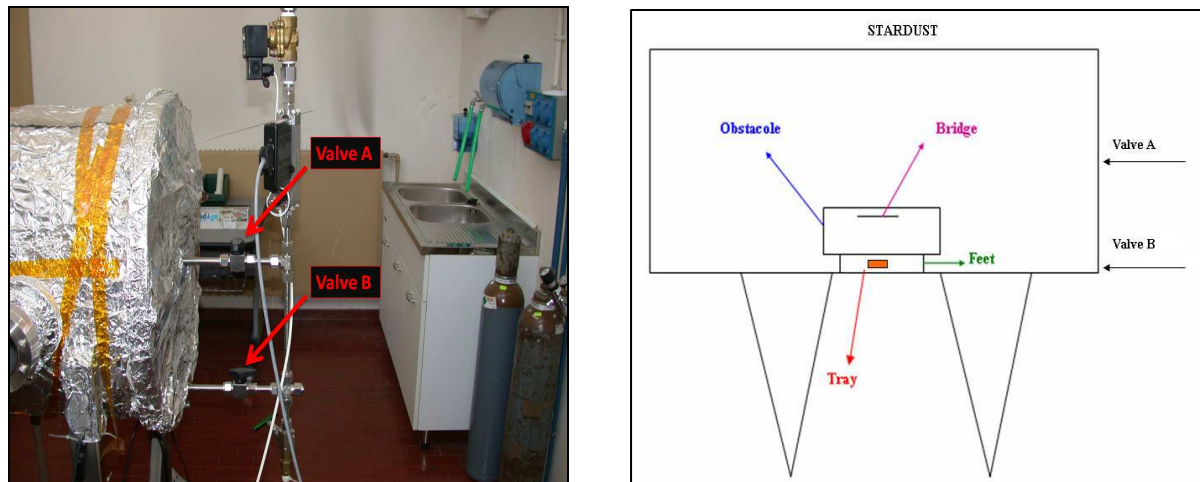 Valve A
Valve B
STARDUST
Obstacole
Bridge
Valve A
Valve B
Feet
Tray